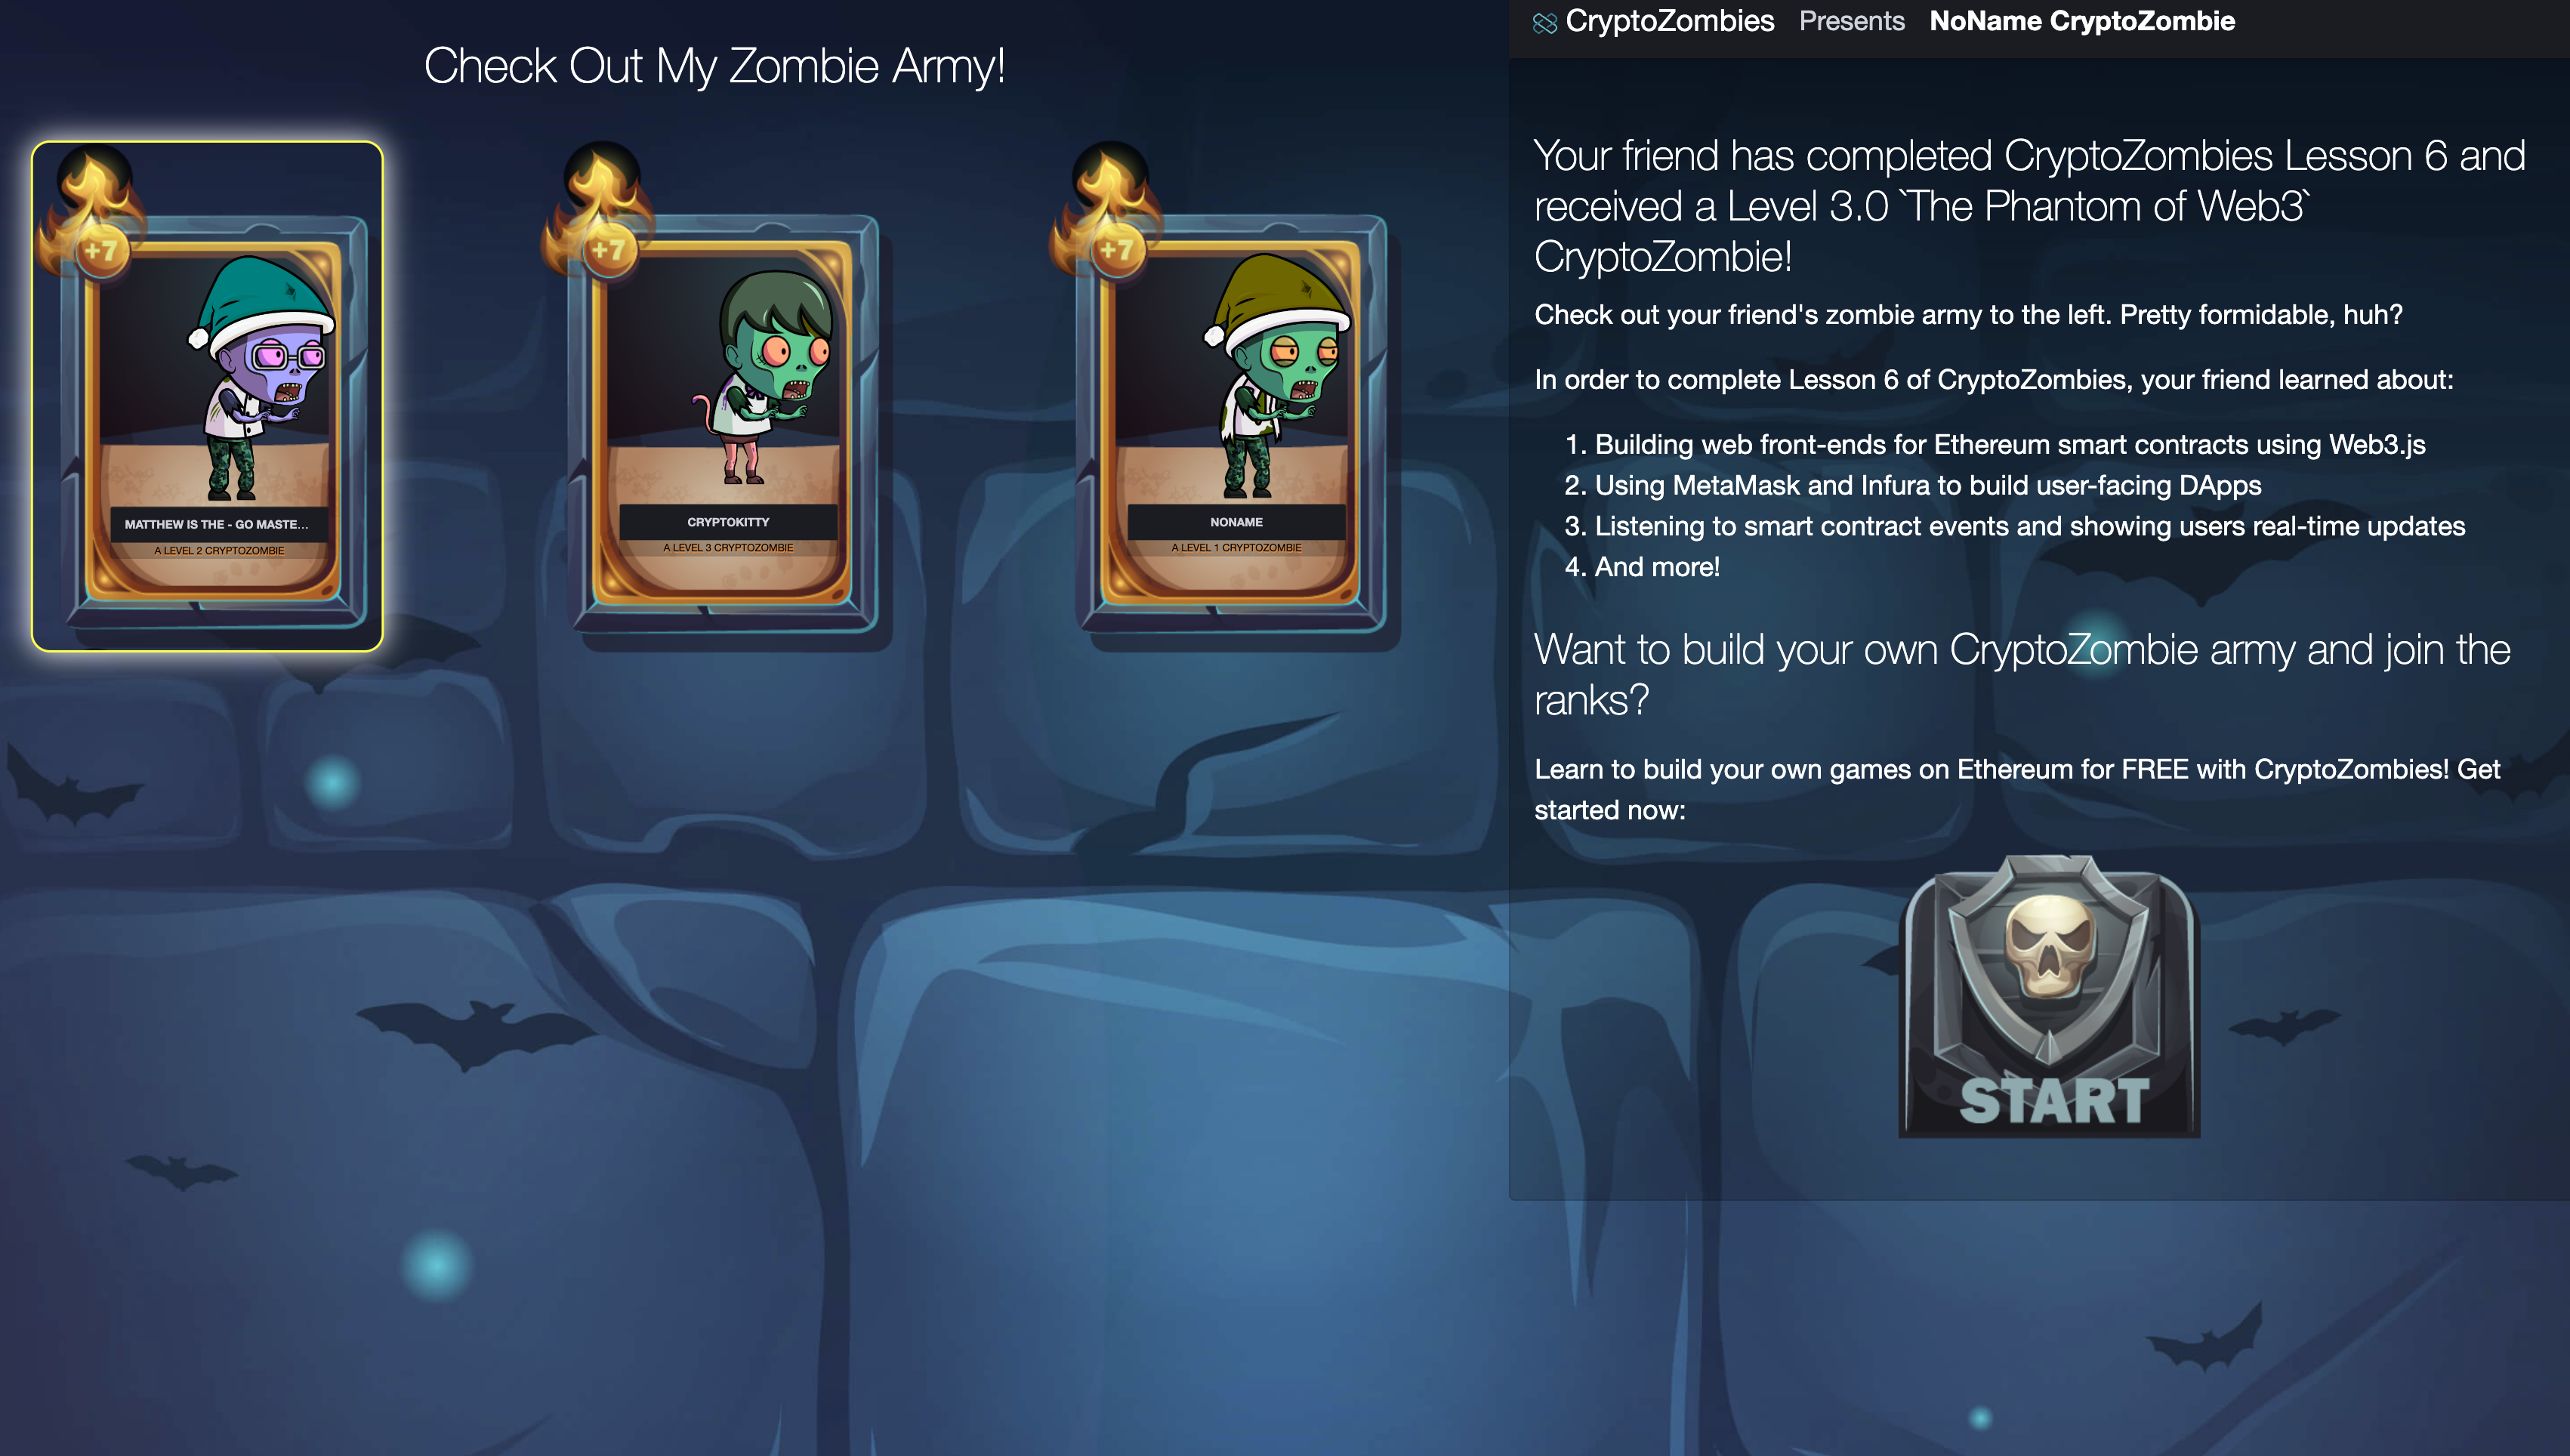 Check Out My Zombie Army!
+7
MATTHEW IS THE - GO MASTE...
A LEVEL 2 CRYPTOZOMBIE
+7
CRYPTOKITTY
A LEVEL 3 CRYPTOZOMBIE
+7
NONAME
A LEVEL 1 CRYPTOZOMBIE
CryptoZombies Presents NoName CryptoZombie
Your friend has completed CryptoZombies Lesson 6 and
received a Level 3.0 `The Phantom of Web3`
CryptoZombie!
Check out your friend's zombie army to the left. Pretty formidable, huh?
In order to complete Lesson 6 of CryptoZombies, your friend learned about:
1. Building web front-ends for Ethereum smart contracts using Web3.js
2. Using MetaMask and Infura to build user-facing DApps
3. Listening to smart contract events and showing users real-time updates
4. And more!
Want to build your own CryptoZombie army and join the
ranks?
Learn to build your own games on Ethereum for FREE with CryptoZombies! Get
started now:
START